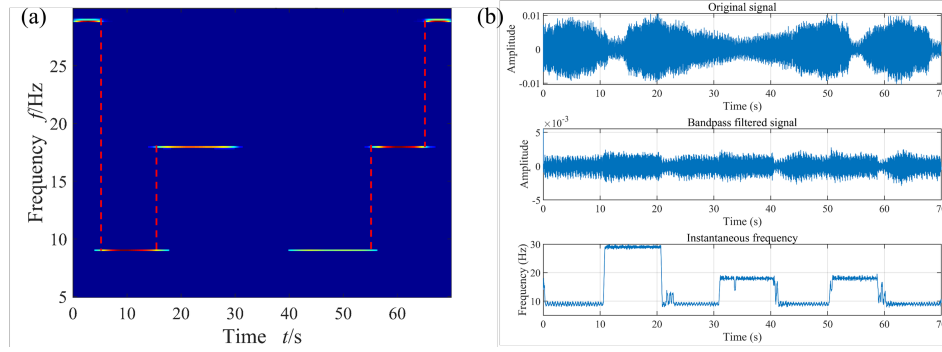 (a)
25
20
15
10
5
Frequency f/Hz
0 10 20 30 40 50 60
Time t/s
(b)
Original signal
0.01
0
-0.01
Amplitude
0 10 20 30 40 50 60 70
Time (s)
Bandpass filtered signal
×10⁻³
5
0
-5
Amplitude
0 10 20 30 40 50 60 70
Time (s)
Instantaneous frequency
30
20
10
Frequency (Hz)
0 10 20 30 40 50 60 70
Time (s)